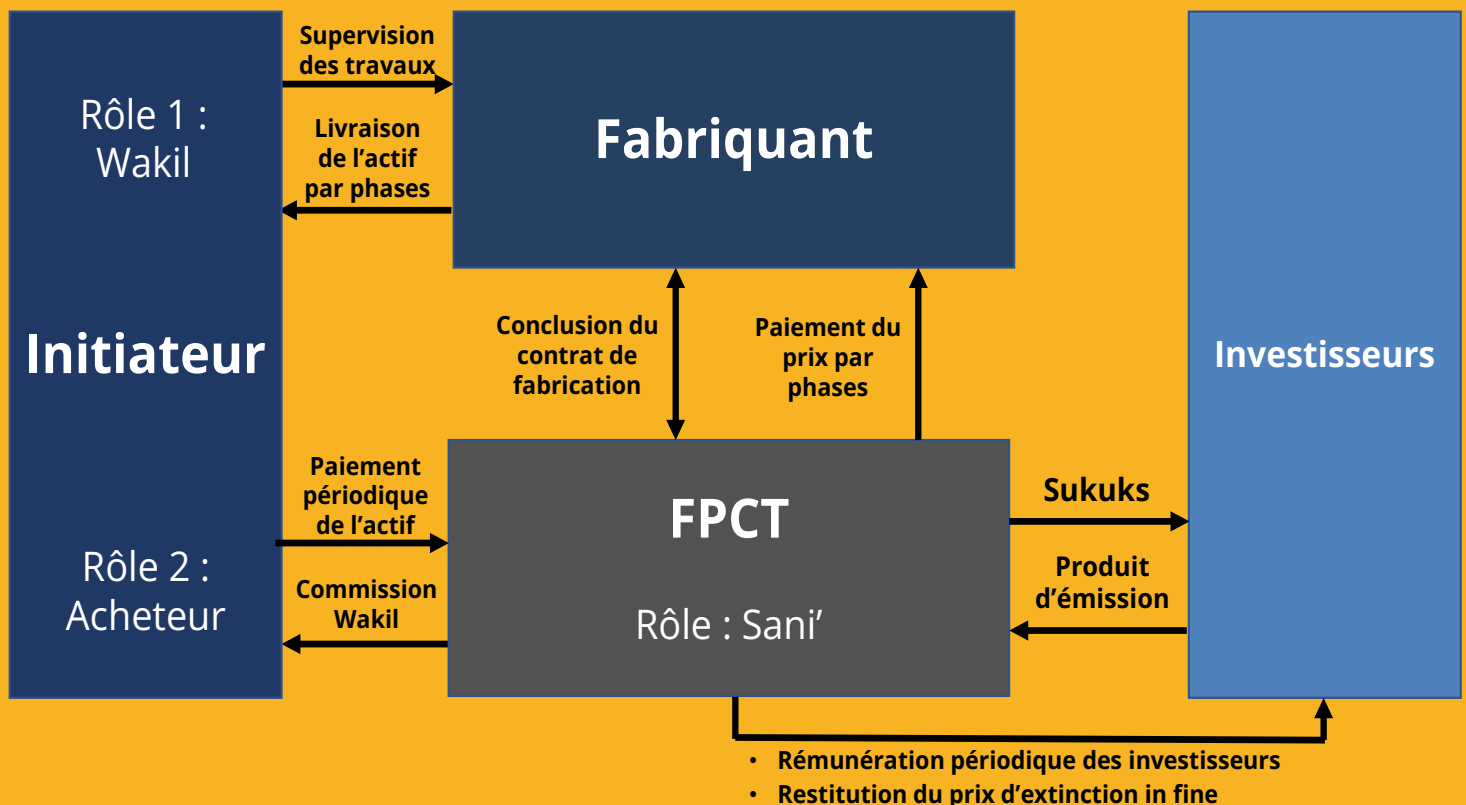 Supervision
des travaux
Rôle 1 :
Wakil
Livraison
de l’actif
par phases
Fabriquant
Initiateur
Conclusion du
contrat de
fabrication
Paiement du
prix par
phases
Investisseurs
Paiement
périodique
de l’actif
Rôle 2 :
Acheteur
Commission
Wakil
FPCT
Rôle : Sani’
Sukuks
Produit
d’émission
• Rémunération périodique des investisseurs
• Restitution du prix d’extinction in fine